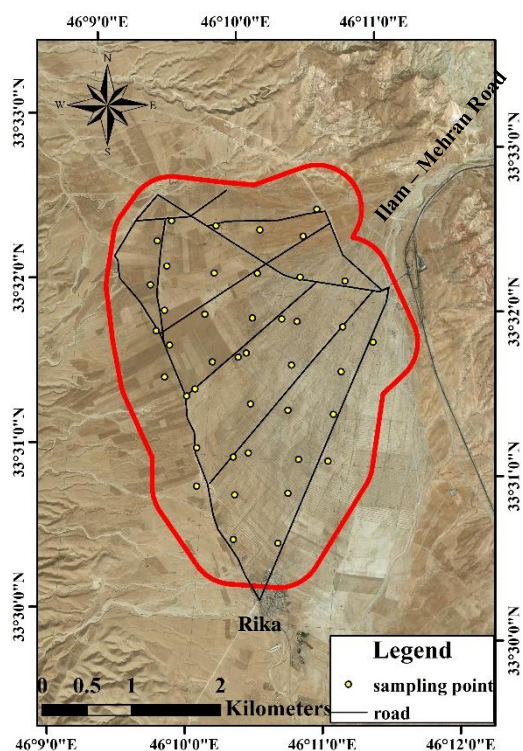 46°9'0"E 46°10'0"E 46°11'0"E
N
W E
S
33°33'0"N
33°32'0"N
33°31'0"N
33°30'0"N
Ilam – Mehran Road
33°33'0"N
33°32'0"N
33°31'0"N
33°30'0"N
Rika
Legend
sampling point
road
0 0.5 1 2
Kilometers
46°9'0"E 46°10'0"E 46°11'0"E 46°12'0"E